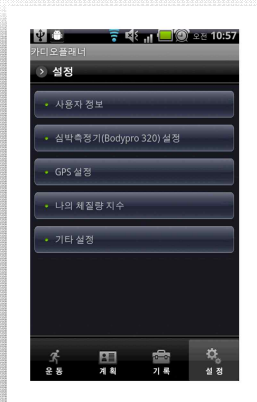 오전 10:57
카디오플래너
설정
사용자 정보
심박측정기(Bodypro 320) 설정
GPS 설정
나의 체질량 지수
기타 설정
운동 계획 기록 설정